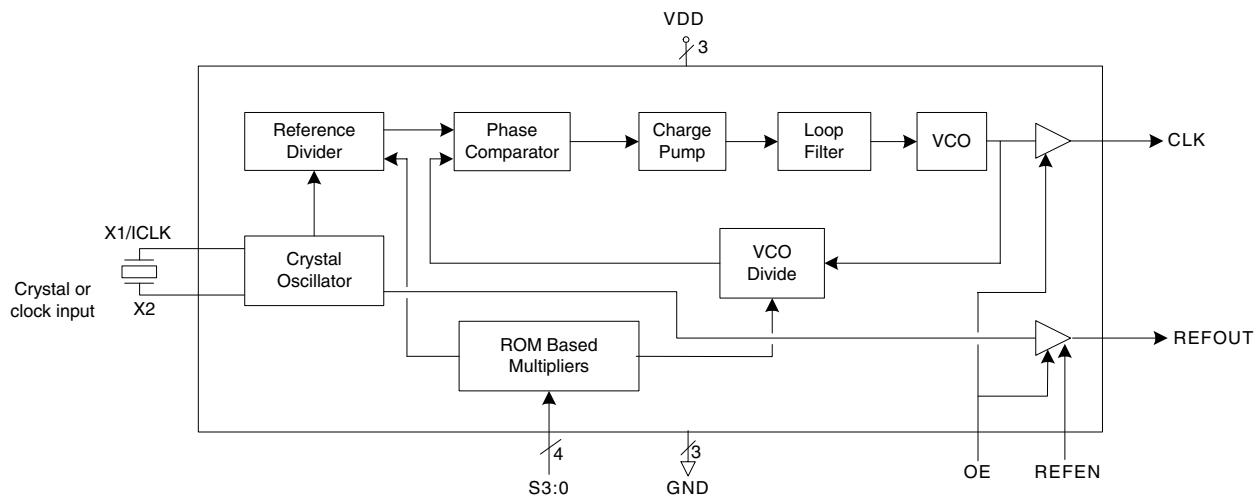 VDD
3
Reference
Divider
Phase
Comparator
Charge
Pump
Loop
Filter
VCO
CLK
X1/ICLK
Crystal
Oscillator
VCO
Divide
Crystal or
clock input
X2
ROM Based
Multipliers
REFOUT
4
3
S3:0
GND
OE
REFEN